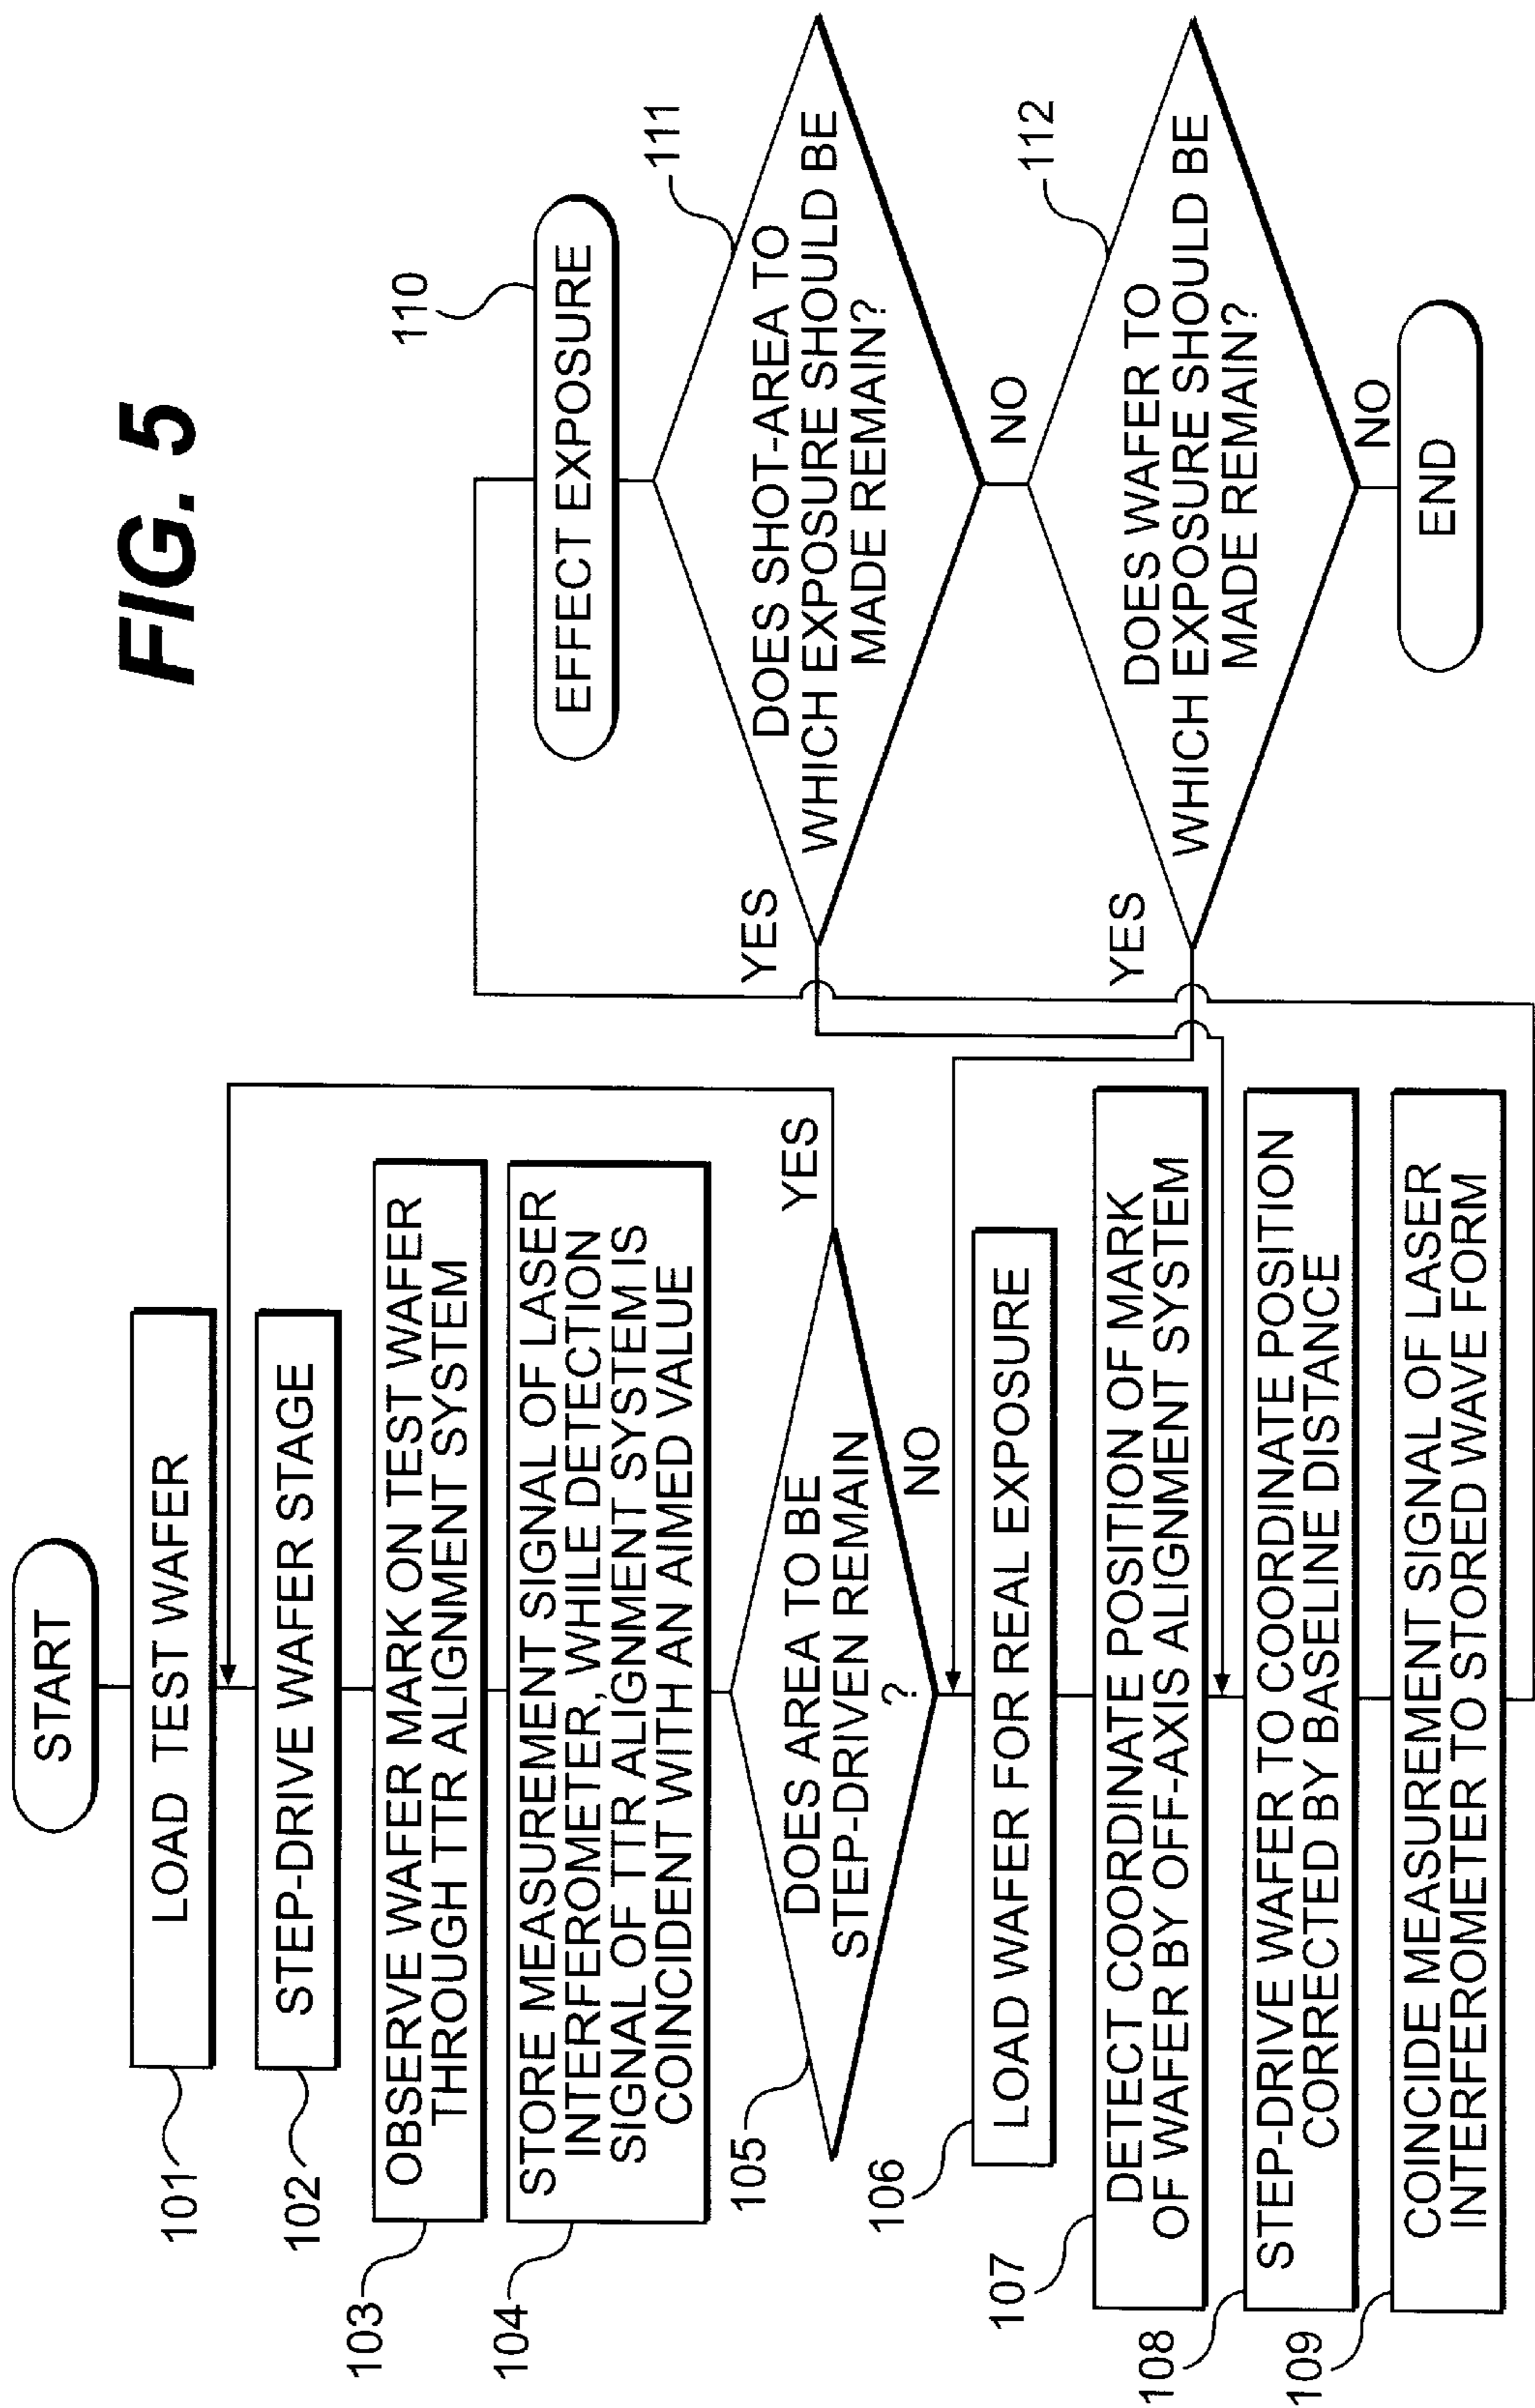 FIG. 5
START
LOAD TEST WAFER
101
STEP-DRIVE WAFER STAGE
102
OBSERVE WAFER MARK ON TEST WAFER
THROUGH TTR ALIGNMENT SYSTEM
103
STORE MEASUREMENT SIGNAL OF LASER
INTERFEROMETER, WHILE DETECTION
SIGNAL OF TTR ALIGNMENT SYSTEM IS
COINCIDENT WITH AN AIMED VALUE
104
DOES AREA TO BE
STEP-DRIVEN REMAIN
?
105
YES
NO
LOAD WAFER FOR REAL EXPOSURE
106
DETECT COORDINATE POSITION OF MARK
OF WAFER BY OFF-AXIS ALIGNMENT SYSTEM
107
STEP-DRIVE WAFER TO COORDINATE POSITION
CORRECTED BY BASELINE DISTANCE
108
COINCIDE MEASUREMENT SIGNAL OF LASER
INTERFEROMETER TO STORED WAVE FORM
109
EFFECT EXPOSURE
110
DOES SHOT-AREA TO
WHICH EXPOSURE SHOULD BE
MADE REMAIN?
111
YES
NO
DOES WAFER TO
WHICH EXPOSURE SHOULD BE
MADE REMAIN?
112
YES
NO
END